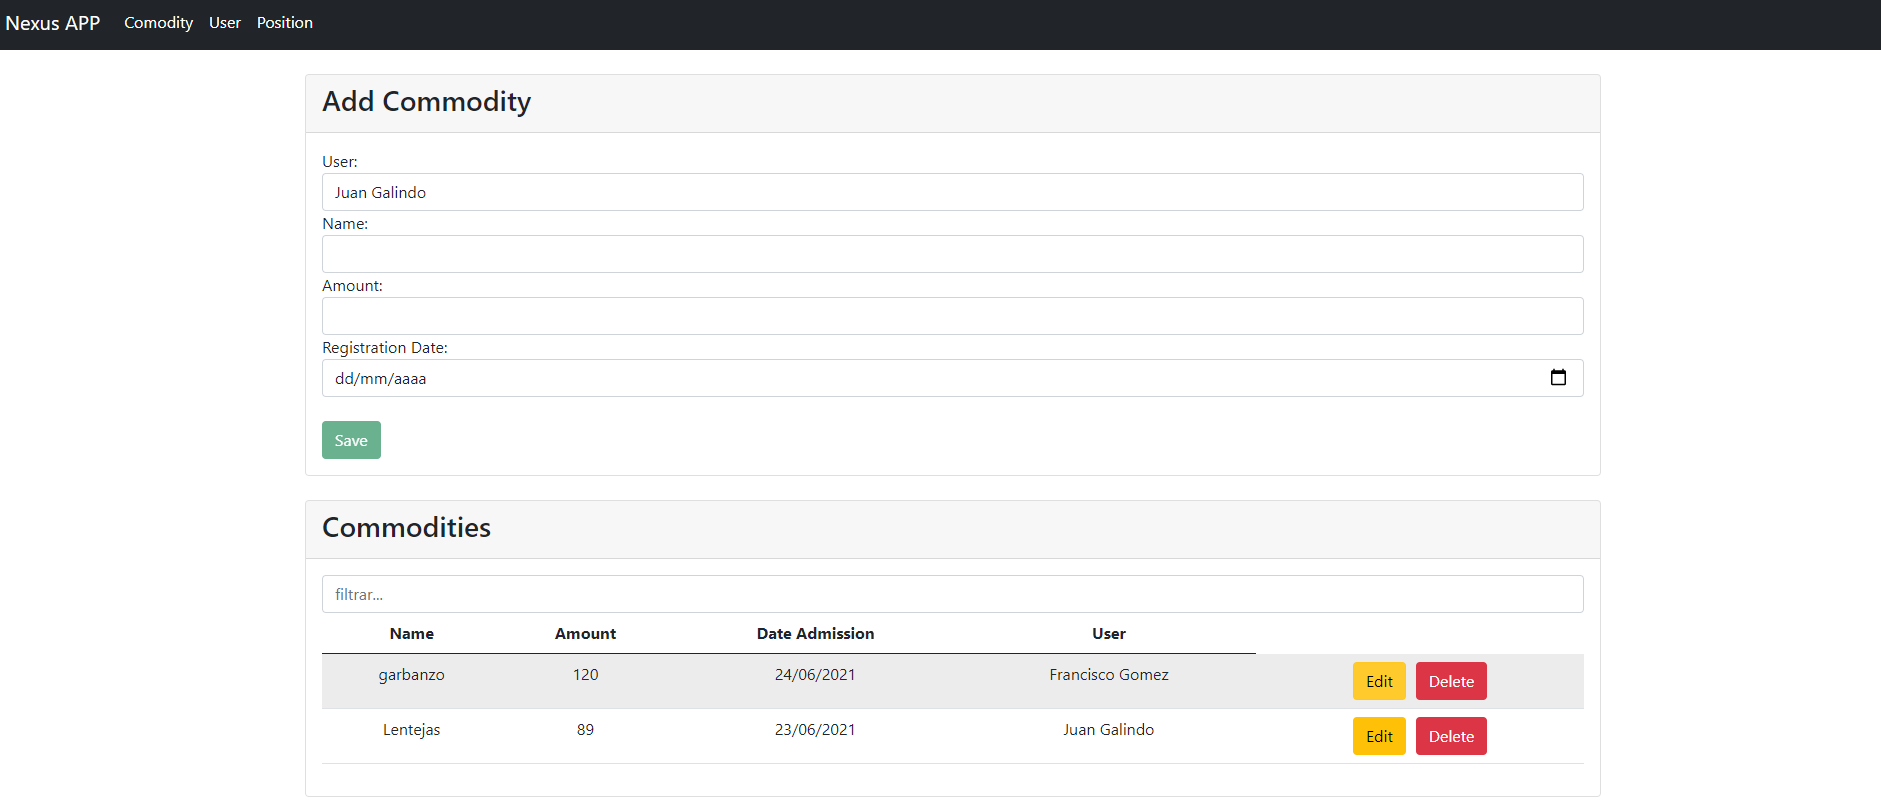 Nexus APP Comodity User Position
Add Commodity
User:
Juan Galindo
Name:
Amount:
Registration Date:
dd/mm/aaaa
Save
Commodities
filtrar...
Name Amount Date Admission User
garbanzo 120 24/06/2021 Francisco Gomez Edit Delete
Lentejas 89 23/06/2021 Juan Galindo Edit Delete